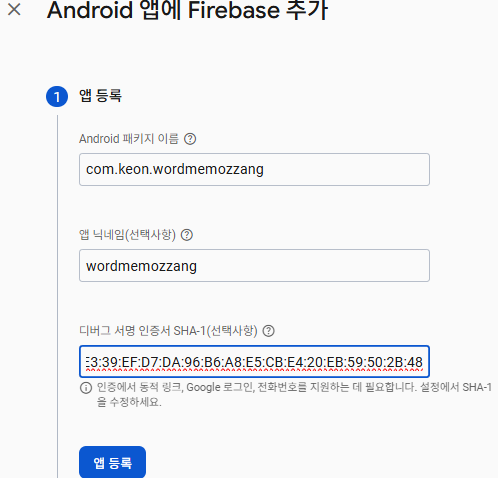 Android 앱에 Firebase 추가
1 앱 등록
Android 패키지 이름
com.keon.wordmemozzang
앱 닉네임(선택사항)
wordmemozzang
디버그 서명 인증서 SHA-1(선택사항)
3:39:EF:D7:DA:96:B6:A8:E5:CB:E4:20:EB:59:50:2B:48
인증에서 동적 링크, Google 로그인, 전화번호를 지원하는 데 필요합니다. 설정에서 SHA-1
을 수정하세요.
앱 등록